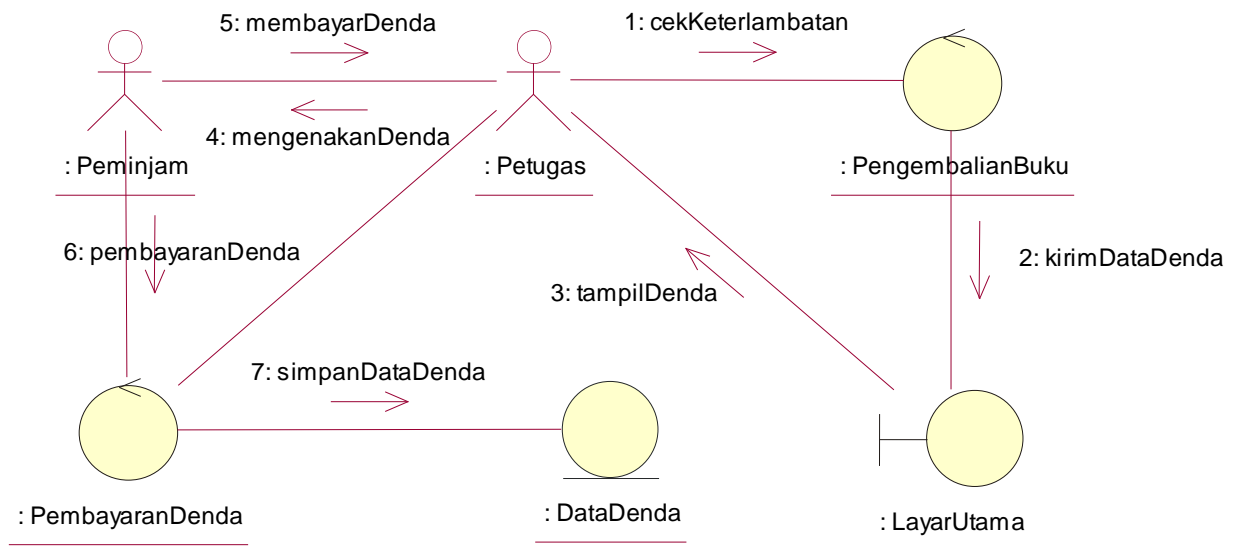 5: membayarDenda
1: cekKeterlambatan
4: mengenakanDenda
: Peminjam
: Petugas
: PengembalianBuku
6: pembayaranDenda
2: kirimDataDenda
3: tampilDenda
7: simpanDataDenda
: PembayaranDenda
: DataDenda
: LayarUtama